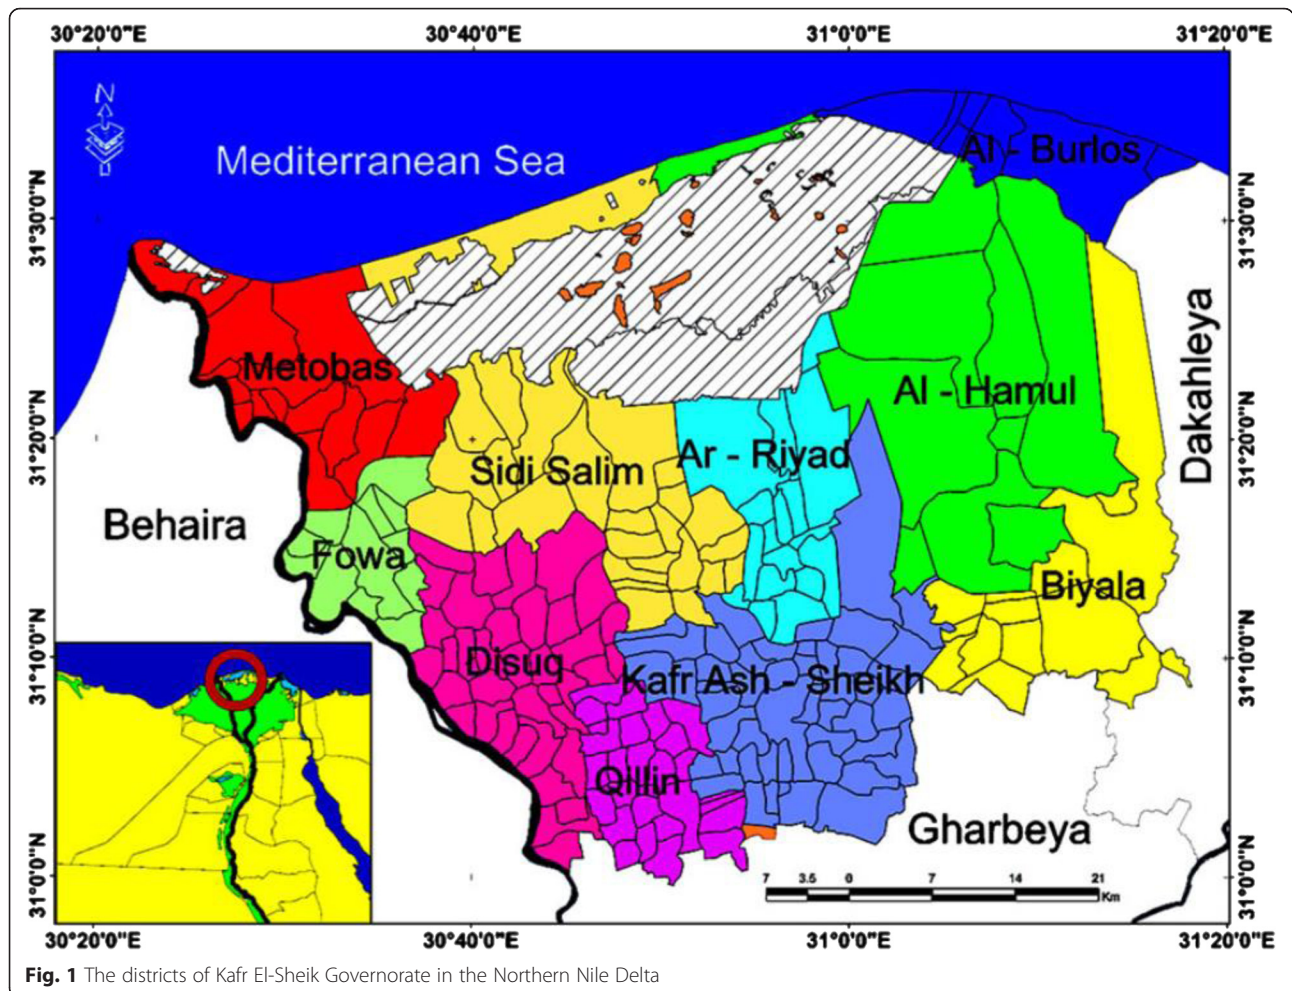 30°20'0"E 30°40'0"E 31°0'0"E 31°20'0"E
N
Mediterranean Sea
Al - Burlos
31°30'0"N
31°30'0"N
Metobas
Al - Hamul
Dakahleya
31°20'0"N
31°20'0"N
Sidi Salim
Ar - Riyad
Behaira
Fowa
Biyala
31°10'0"N
31°10'0"N
Disuq
Kafr Ash - Sheikh
Qillin
Gharbeya
31°0'0"N
31°0'0"N
7 3.5 0 7 14 21
Km
30°20'0"E 30°40'0"E 31°0'0"E 31°20'0"E
Fig. 1 The districts of Kafr El-Sheik Governorate in the Northern Nile Delta